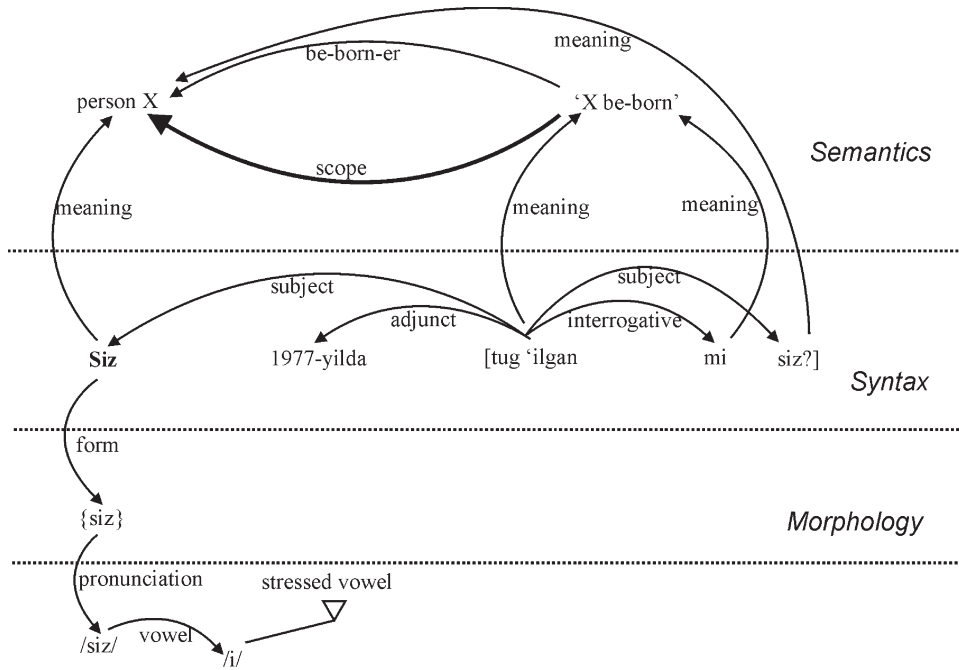 meaning
be-born-er
person X
‘X be-born’
Semantics
scope
meaning
meaning
meaning
subject
subject
adjunct
interrogative
Siz
1977-yilda
[tug ‘ilgan
mi
siz?]
Syntax
form
{siz}
Morphology
pronunciation
stressed vowel
/siz/
vowel
/i/